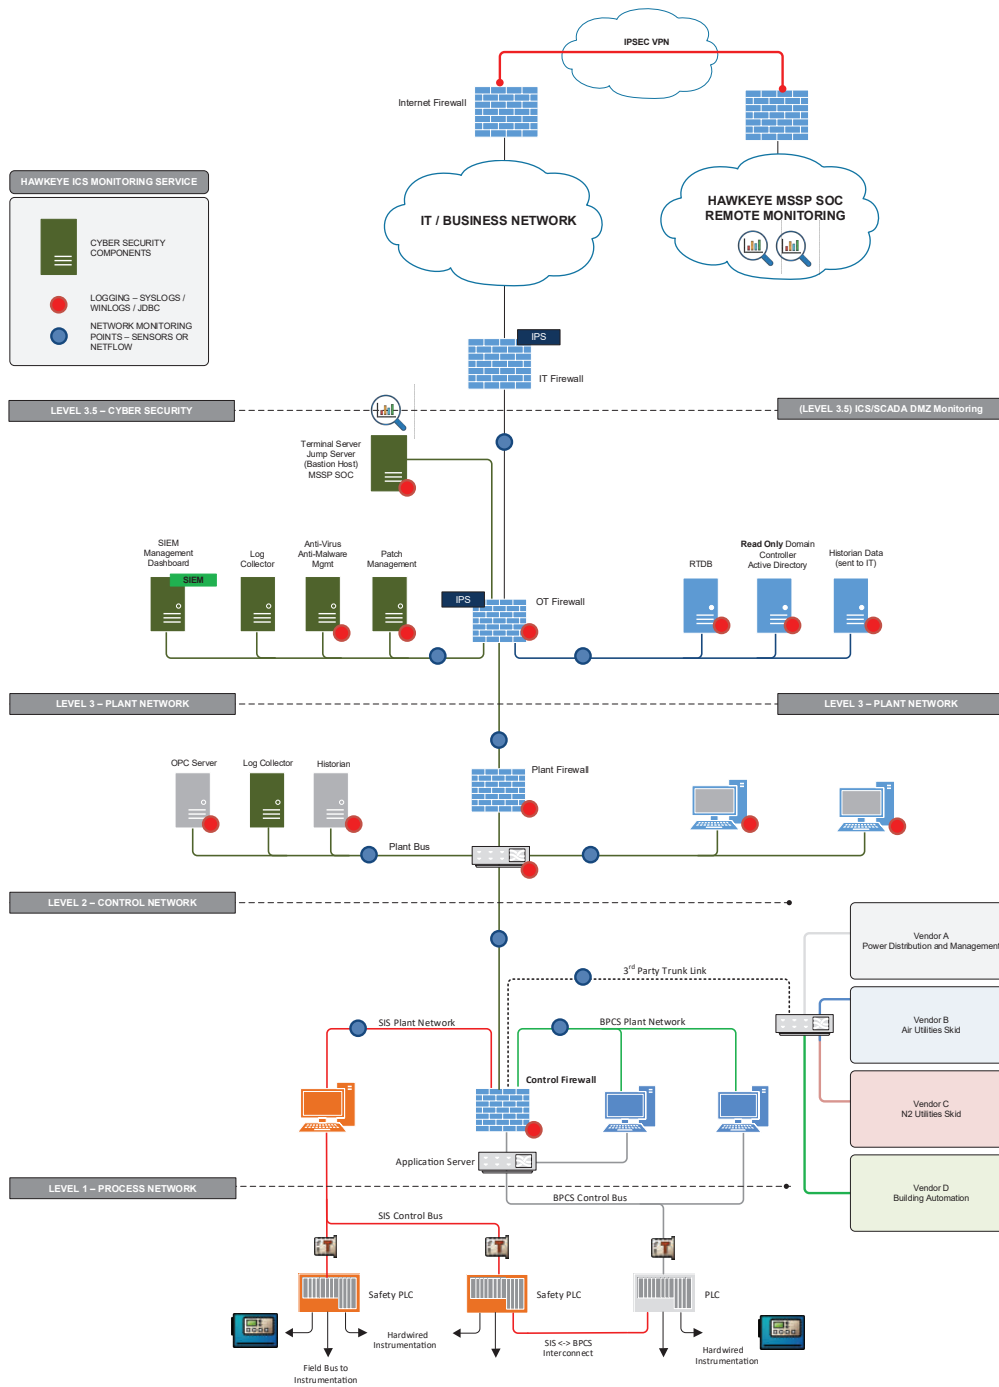 IPSEC VPN
Internet Firewall
HAWKEYE ICS MONITORING SERVICE
CYBER SECURITY
COMPONENTS
LOGGING – SYSLOGS /
WINLOGS / JDBC
NETWORK MONITORING
POINTS – SENSORS OR
NETFLOW
IT / BUSINESS NETWORK
HAWKEYE MSSP SOC
REMOTE MONITORING
IPS
IT Firewall
LEVEL 3.5 – CYBER SECURITY
(LEVEL 3.5) ICS/SCADA DMZ Monitoring
Terminal Server
Jump Server
(Bastion Host)
MSSP SOC
SIEM
Management
Dashboard
SIEM
Log
Collector
Anti-Virus
Anti-Malware
Mgmt
Patch
Management
IPS
OT Firewall
RTDB
Read Only Domain
Controller
Active Directory
Historian Data
(sent to IT)
LEVEL 3 – PLANT NETWORK
LEVEL 3 – PLANT NETWORK
OPC Server
Log Collector
Historian
Plant Firewall
Plant Bus
LEVEL 2 – CONTROL NETWORK
Vendor A
Power Distribution and Management
3rd Party Trunk Link
Vendor B
Air Utilities Skid
SIS Plant Network
BPCS Plant Network
Control Firewall
Vendor C
N2 Utilities Skid
Application Server
LEVEL 1 – PROCESS NETWORK
BPCS Control Bus
Vendor D
Building Automation
SIS Control Bus
T
T
T
Safety PLC
Safety PLC
PLC
Hardwired
Instrumentation
SIS <-> BPCS
Interconnect
Hardwired
Instrumentation
Field Bus to
Instrumentation